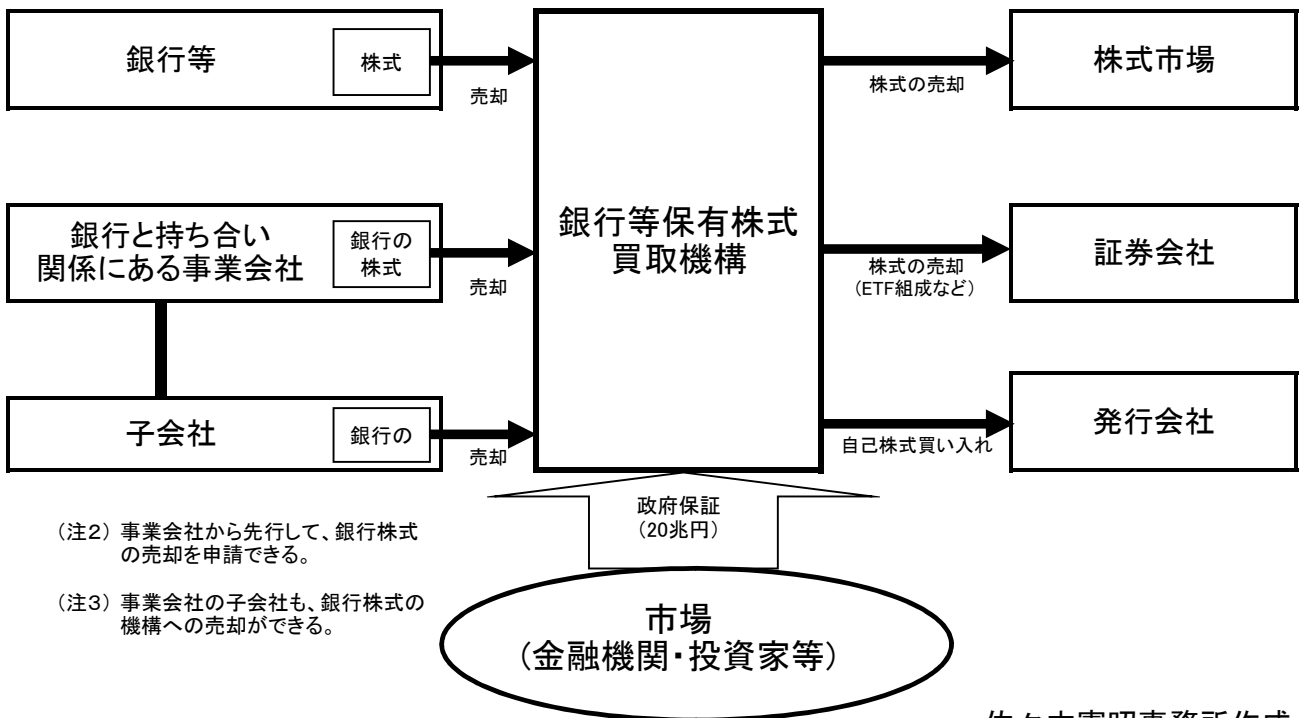 銀行等
株式
売却
株式の売却
株式市場
銀行と持ち合い
関係にある事業会社
銀行の
株式
売却
銀行等保有株式
買取機構
株式の売却
(ETF組成など)
証券会社
子会社
銀行の
売却
自己株式買い入れ
発行会社
政府保証
(20兆円)
(注2) 事業会社から先行して、銀行株式
の売却を申請できる。
(注3) 事業会社の子会社も、銀行株式の
機構への売却ができる。
市場
(金融機関・投資家等)